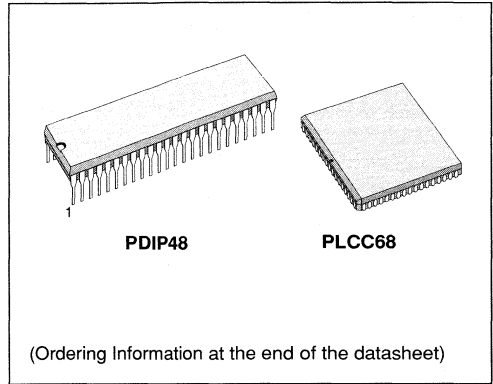 1
PDIP48
PLCC68
(Ordering Information at the end of the datasheet)